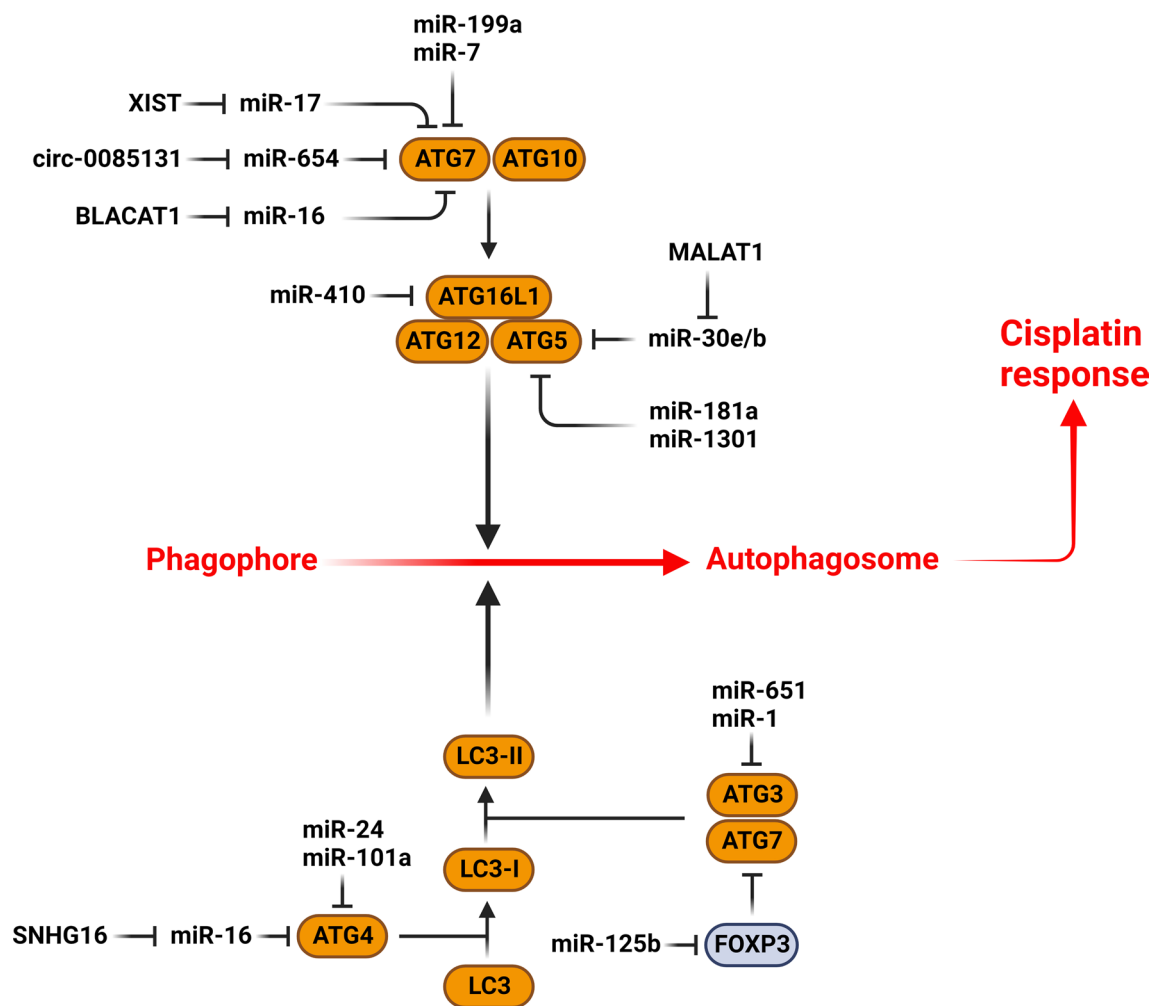 miR-199a
miR-7
XIST
miR-17
circ-0085131
miR-654
ATG7
ATG10
BLACAT1
miR-16
MALAT1
miR-410
ATG16L1
ATG12
ATG5
miR-30e/b
Cisplatin
response
miR-181a
miR-1301
Phagophore
Autophagosome
miR-651
miR-1
LC3-II
ATG3
ATG7
miR-24
miR-101a
LC3-I
SNHG16
miR-16
ATG4
miR-125b
FOXP3
LC3